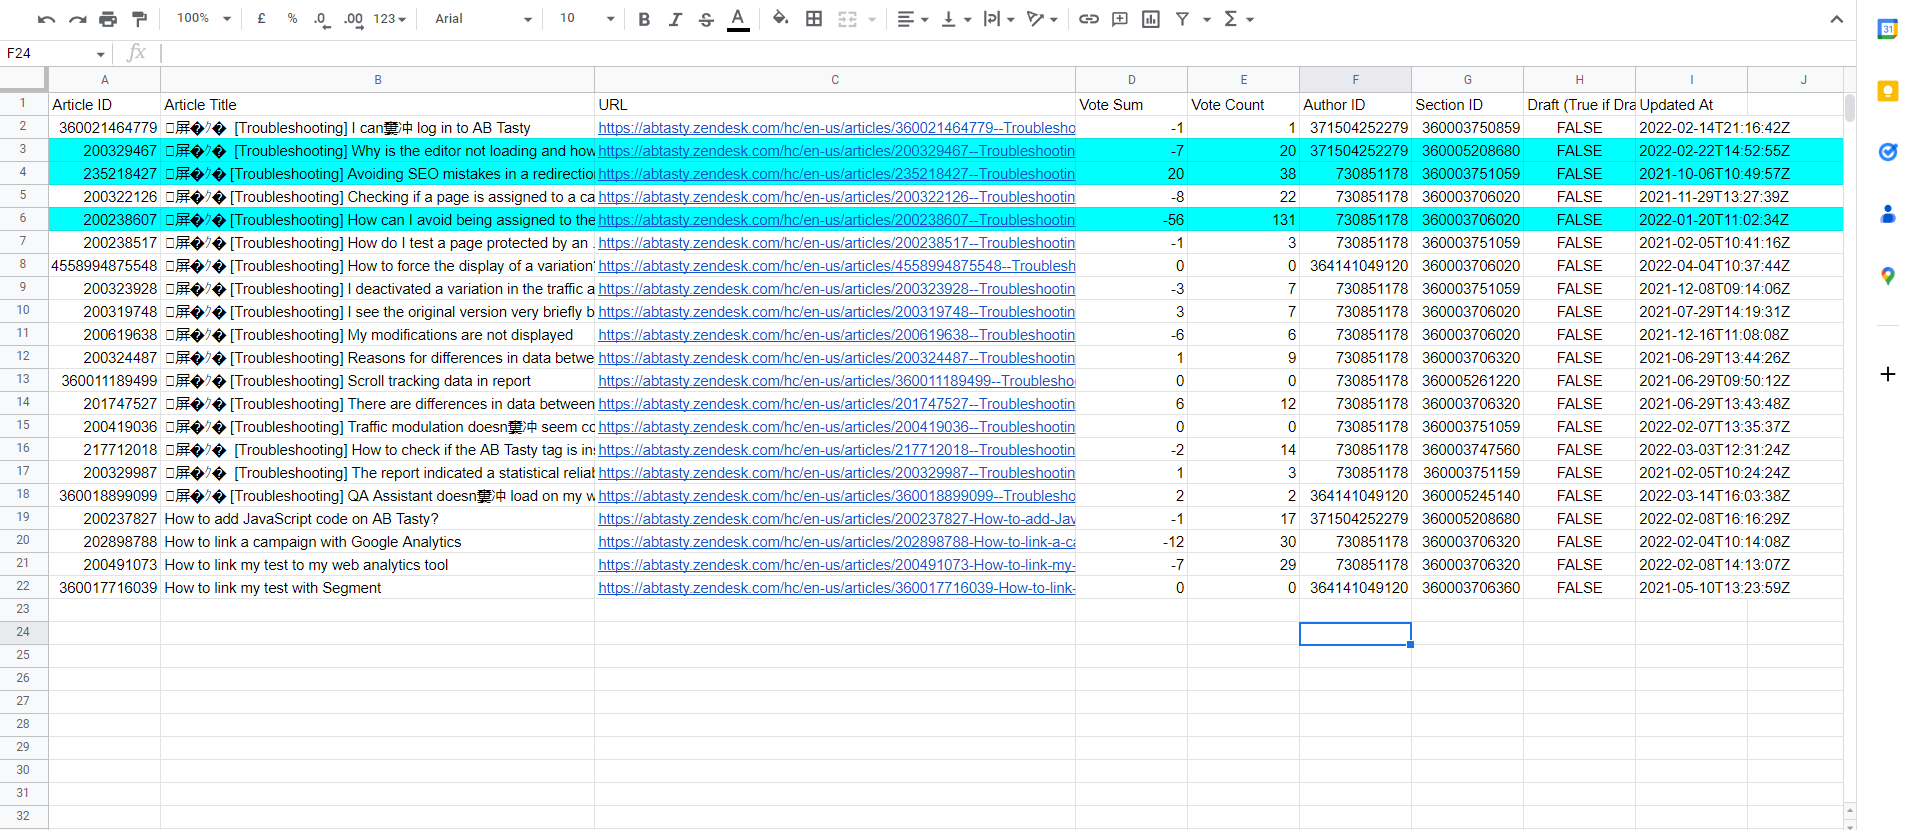 100% £ % .0 .00 123 Arial 10 B I S A
F24 fx
A B C D E F G H I J
1 Article ID Article Title URL Vote Sum Vote Count Author ID Section ID Draft (True if Dra Updated At
2 360021464779 □屏�ｸ� [Troubleshooting] I can薹冲 log in to AB Tasty https://abtasty.zendesk.com/hc/en-us/articles/360021464779--Troublesho -1 1 371504252279 360003750859 FALSE 2022-02-14T21:16:42Z
3 200329467 □屏�ｸ� [Troubleshooting] Why is the editor not loading and how https://abtasty.zendesk.com/hc/en-us/articles/200329467--Troubleshootin -7 20 371504252279 360005208680 FALSE 2022-02-22T14:52:55Z
4 235218427 □屏�ｸ� [Troubleshooting] Avoiding SEO mistakes in a redirectio https://abtasty.zendesk.com/hc/en-us/articles/235218427--Troubleshootin 20 38 730851178 360003751059 FALSE 2021-10-06T10:49:57Z
5 200322126 □屏�ｸ� [Troubleshooting] Checking if a page is assigned to a ca https://abtasty.zendesk.com/hc/en-us/articles/200322126--Troubleshootin -8 22 730851178 360003706020 FALSE 2021-11-29T13:27:39Z
6 200238607 □屏�ｸ� [Troubleshooting] How can I avoid being assigned to the https://abtasty.zendesk.com/hc/en-us/articles/200238607--Troubleshootin -56 131 730851178 360003706020 FALSE 2022-01-20T11:02:34Z
7 200238517 □屏�ｸ� [Troubleshooting] How do I test a page protected by an https://abtasty.zendesk.com/hc/en-us/articles/200238517--Troubleshootin -1 3 730851178 360003751059 FALSE 2021-02-05T10:41:16Z
8 4558994875548 □屏�ｸ� [Troubleshooting] How to force the display of a variation https://abtasty.zendesk.com/hc/en-us/articles/4558994875548--Troublesh 0 0 364141049120 360003706020 FALSE 2022-04-04T10:37:44Z
9 200323928 □屏�ｸ� [Troubleshooting] I deactivated a variation in the traffic a https://abtasty.zendesk.com/hc/en-us/articles/200323928--Troubleshootin -3 7 730851178 360003751059 FALSE 2021-12-08T09:14:06Z
10 200319748 □屏�ｸ� [Troubleshooting] I see the original version very briefly b https://abtasty.zendesk.com/hc/en-us/articles/200319748--Troubleshootin 3 7 730851178 360003706020 FALSE 2021-07-29T14:19:31Z
11 200619638 □屏�ｸ� [Troubleshooting] My modifications are not displayed https://abtasty.zendesk.com/hc/en-us/articles/200619638--Troubleshootin -6 6 730851178 360003706020 FALSE 2021-12-16T11:08:08Z
12 200324487 □屏�ｸ� [Troubleshooting] Reasons for differences in data betwe https://abtasty.zendesk.com/hc/en-us/articles/200324487--Troubleshootin 1 9 730851178 360003706320 FALSE 2021-06-29T13:44:26Z
13 360011189499 □屏�ｸ� [Troubleshooting] Scroll tracking data in report https://abtasty.zendesk.com/hc/en-us/articles/360011189499--Troublesho 0 0 730851178 360005261220 FALSE 2021-06-29T09:50:12Z
14 201747527 □屏�ｸ� [Troubleshooting] There are differences in data between https://abtasty.zendesk.com/hc/en-us/articles/201747527--Troubleshootin 6 12 730851178 360003706320 FALSE 2021-06-29T13:43:48Z
15 200419036 □屏�ｸ� [Troubleshooting] Traffic modulation doesn薹冲 seem co https://abtasty.zendesk.com/hc/en-us/articles/200419036--Troubleshootin 0 0 730851178 360003751059 FALSE 2022-02-07T13:35:37Z
16 217712018 □屏�ｸ� [Troubleshooting] How to check if the AB Tasty tag is in https://abtasty.zendesk.com/hc/en-us/articles/217712018--Troubleshootin -2 14 730851178 360003747560 FALSE 2022-03-03T12:31:24Z
17 200329987 □屏�ｸ� [Troubleshooting] The report indicated a statistical relia https://abtasty.zendesk.com/hc/en-us/articles/200329987--Troubleshootin 1 3 730851178 360003751159 FALSE 2021-02-05T10:24:24Z
18 360018899099 □屏�ｸ� [Troubleshooting] QA Assistant doesn薹冲 load on my w https://abtasty.zendesk.com/hc/en-us/articles/360018899099--Troublesho 2 2 364141049120 360005245140 FALSE 2022-03-14T16:03:38Z
19 200237827 How to add JavaScript code on AB Tasty? https://abtasty.zendesk.com/hc/en-us/articles/200237827-How-to-add-Jav -1 17 371504252279 360005208680 FALSE 2022-02-08T16:16:29Z
20 202898788 How to link a campaign with Google Analytics https://abtasty.zendesk.com/hc/en-us/articles/202898788-How-to-link-a-ca -12 30 730851178 360003706320 FALSE 2022-02-04T10:14:08Z
21 200491073 How to link my test to my web analytics tool https://abtasty.zendesk.com/hc/en-us/articles/200491073-How-to-link-my- -7 29 730851178 360003706320 FALSE 2022-02-08T14:13:07Z
22 360017716039 How to link my test with Segment https://abtasty.zendesk.com/hc/en-us/articles/360017716039-How-to-link- 0 0 364141049120 360003706360 FALSE 2021-05-10T13:23:59Z
23
24
25
26
27
28
29
30
31
32
31